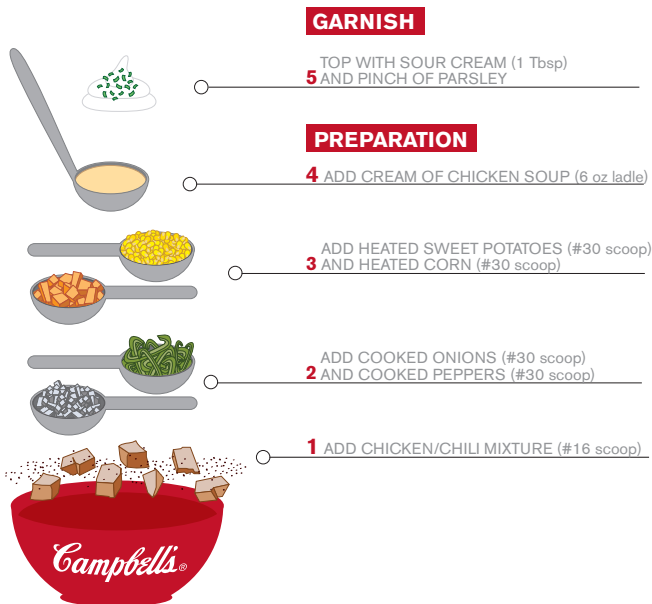 GARNISH
TOP WITH SOUR CREAM (1 Tbsp)
5 AND PINCH OF PARSLEY
PREPARATION
4 ADD CREAM OF CHICKEN SOUP (6 oz ladle)
ADD HEATED SWEET POTATOES (#30 scoop)
3 AND HEATED CORN (#30 scoop)
ADD COOKED ONIONS (#30 scoop)
2 AND COOKED PEPPERS (#30 scoop)
1 ADD CHICKEN/CHILI MIXTURE (#16 scoop)
Campbell's®